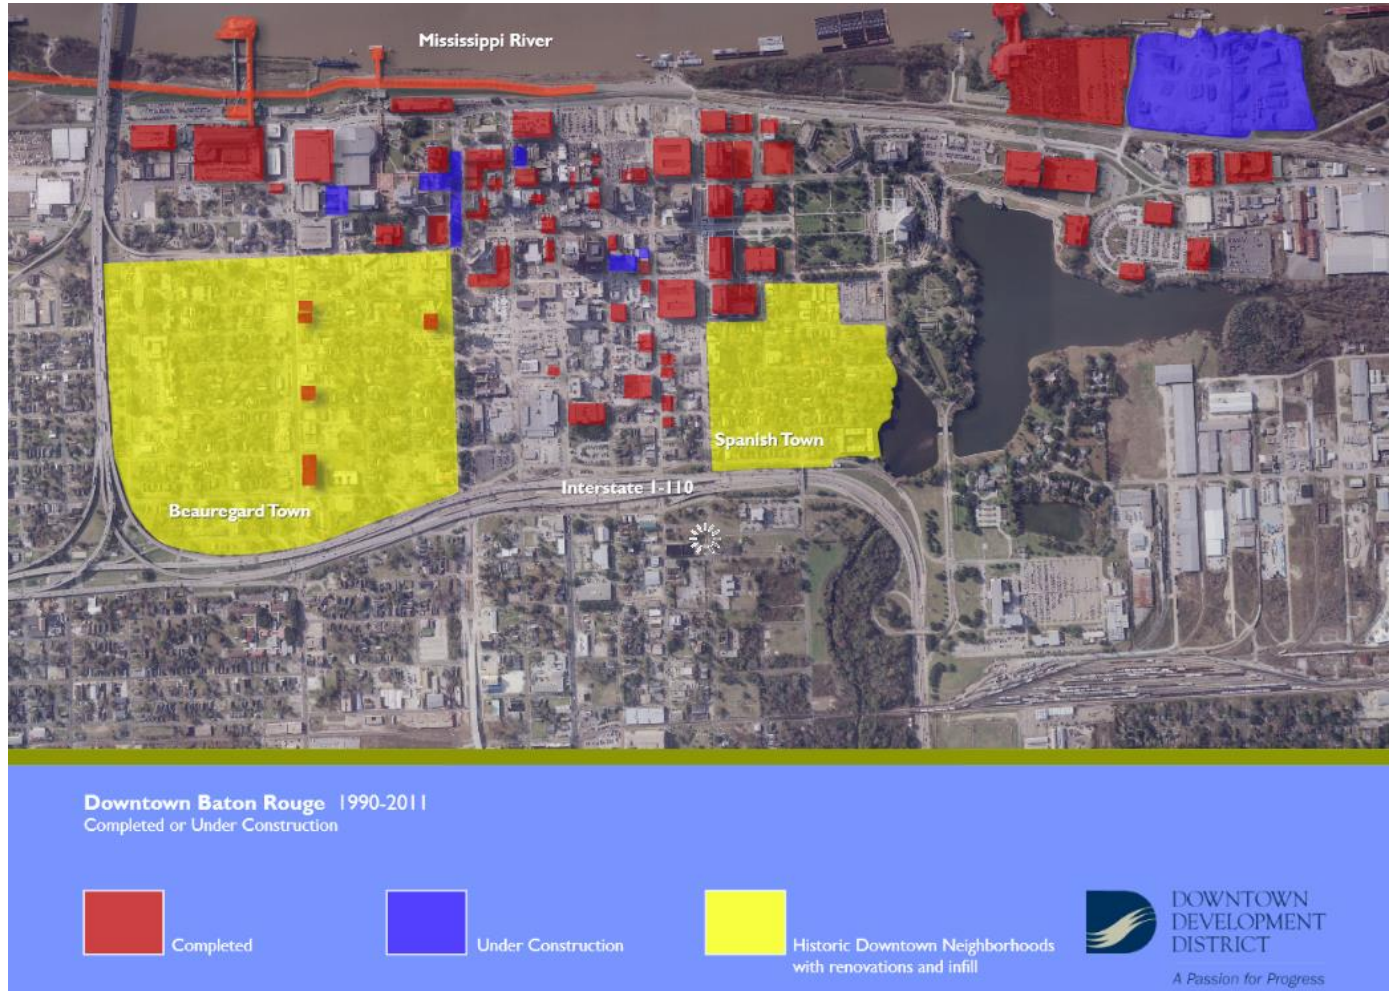 Mississippi River
Spanish Town
Interstate I-110
Beauregard Town
Downtown Baton Rouge 1990-2011
Completed or Under Construction
Completed
Under Construction
Historic Downtown Neighborhoods
with renovations and infill
DOWNTOWN
DEVELOPMENT
DISTRICT
A Passion for Progress